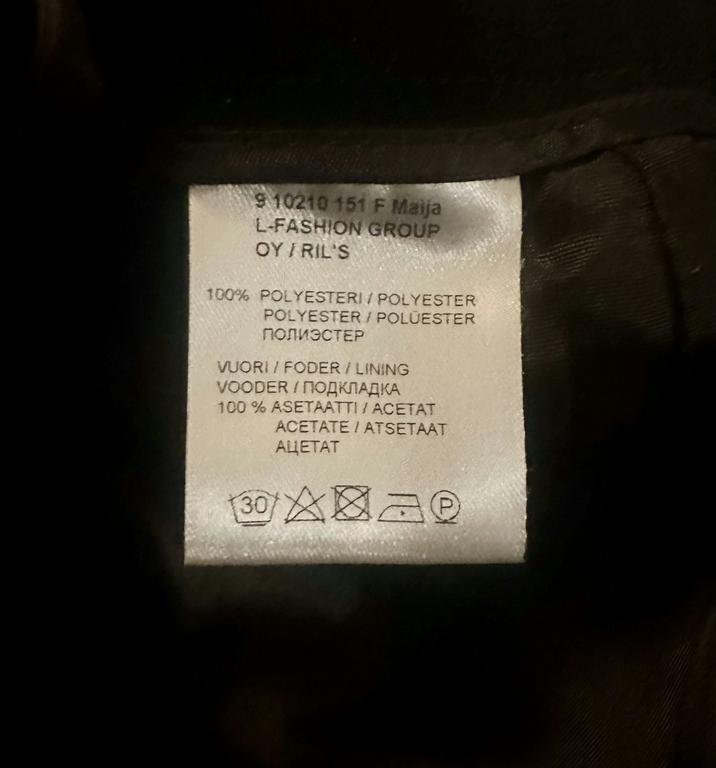 9 10210 151 F Maija
L-FASHION GROUP
OY / RIL'S
100% POLYESTERI / POLYESTER
POLYESTER / POLÜESTER
ПОЛИЭСТЕР
VUORI / FODER / LINING
VOODER / ПОДКЛАДКА
100 % ASETAATTI / ACETAT
ACETATE / ATSETAAT
АЦЕТАТ
30 P